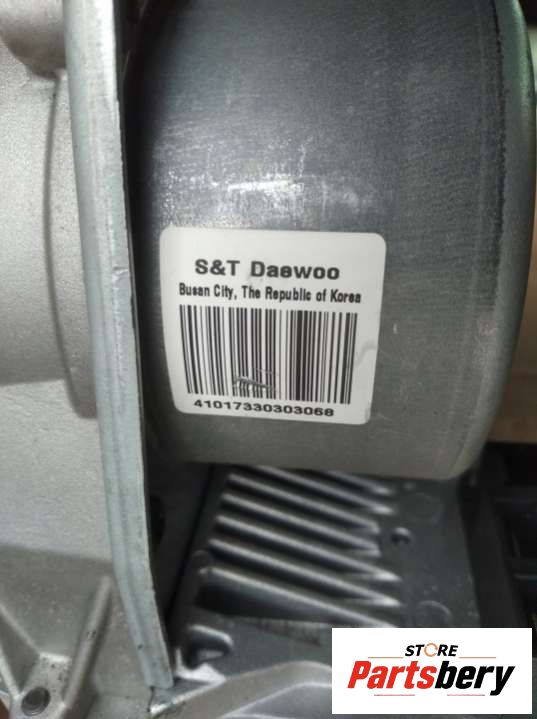 S&T Daewoo
Busan City, The Republic of Korea
41017330303068
STORE
Partsbery